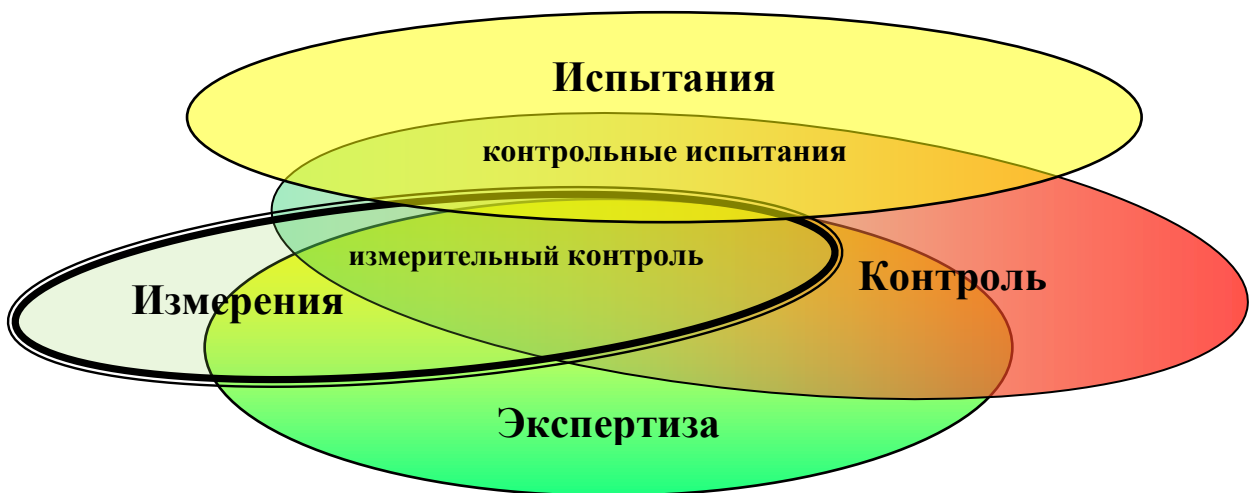 Испытания
контрольные испытания
измерительный контроль
Контроль
Измерения
Экспертиза